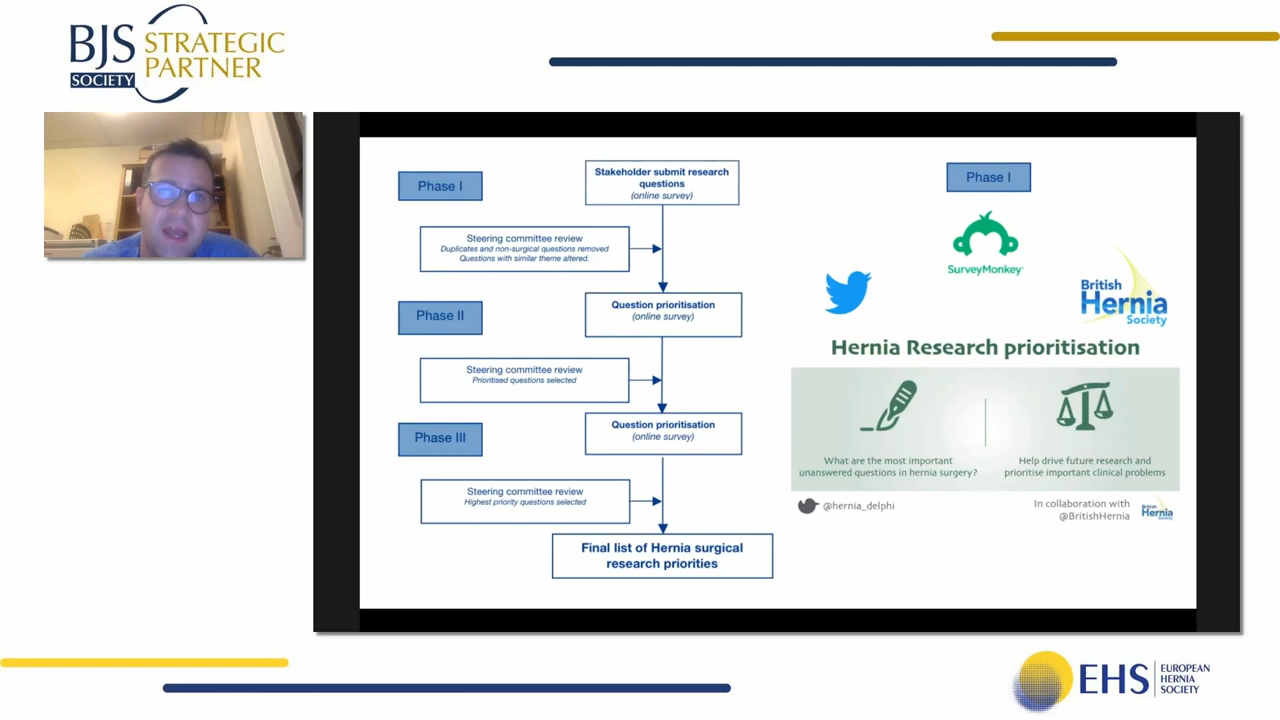 BJS STRATEGIC
SOCIETY PARTNER
Phase I
Stakeholder submit research
questions
(online survey)
Steering committee review
Duplicates and non-surgical questions removed
Questions with similar theme altered.
Phase II
Question prioritisation
(online survey)
Steering committee review
Prioritised questions selected
Phase III
Question prioritisation
(online survey)
Steering committee review
Highest priority questions selected
Final list of Hernia surgical
research priorities
Phase I
SurveyMonkey
British
Hernia
Society
Hernia Research prioritisation
What are the most important
unanswered questions in hernia surgery?
Help drive future research and
prioritise important clinical problems
@hernia_delphi
In collaboration with
@BritishHernia
British
Hernia
Society
EHS
EUROPEAN
HERNIA
SOCIETY